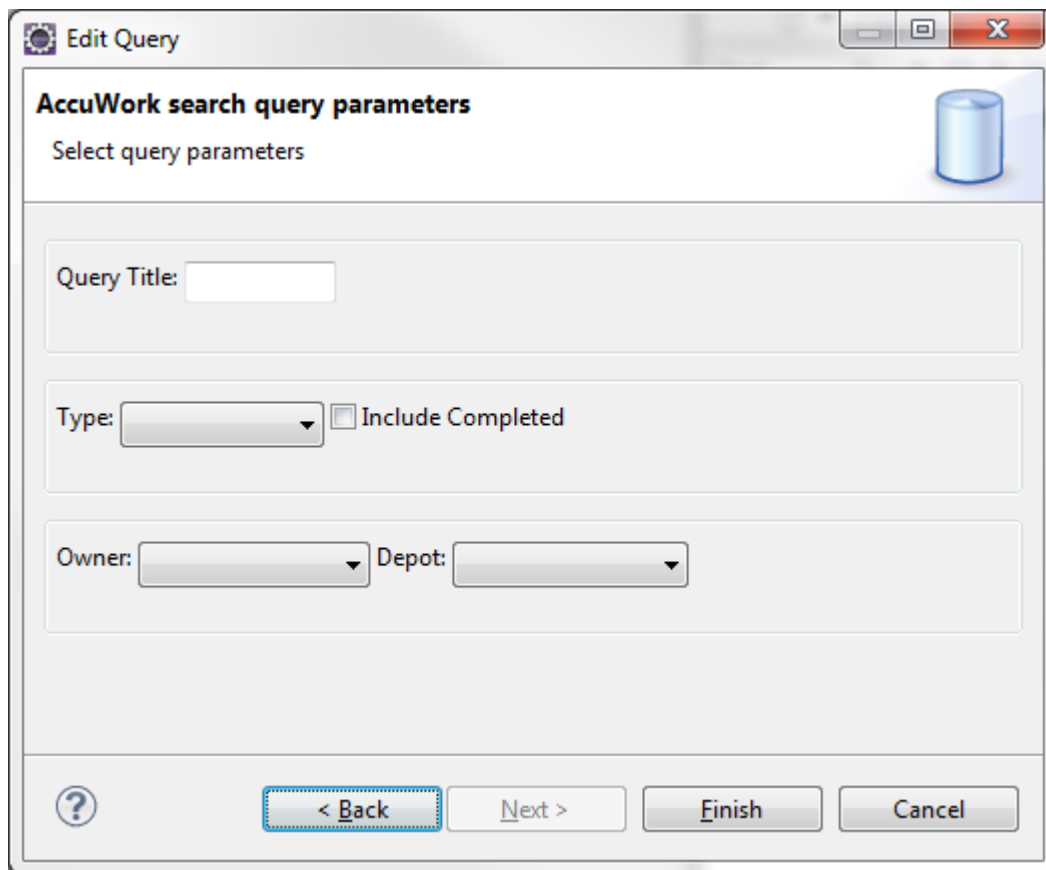 Edit Query
AccuWork search query parameters
Select query parameters
Query Title:
Type: Include Completed
Owner: Depot:
? < Back Next > Finish Cancel